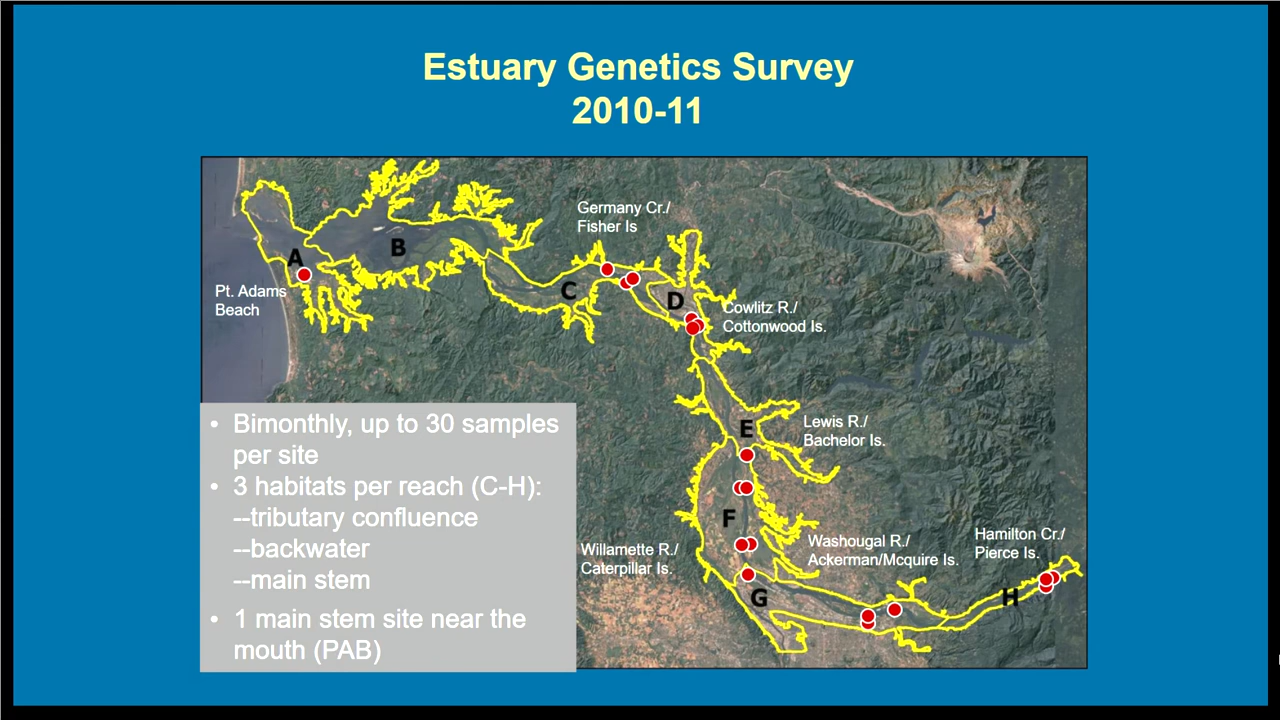 Estuary Genetics Survey
2010-11
Germany Cr./
Fisher Is
A
B
Pt. Adams
Beach
C
D
Cowlitz R./
Cottonwood Is.
• Bimonthly, up to 30 samples
per site
• 3 habitats per reach (C-H):
--tributary confluence
--backwater
--main stem
• 1 main stem site near the
mouth (PAB)
E
Lewis R./
Bachelor Is.
F
Willamette R./
Caterpillar Is.
Washougal R./
Ackerman/Mcquire Is.
Hamilton Cr./
Pierce Is.
G
H